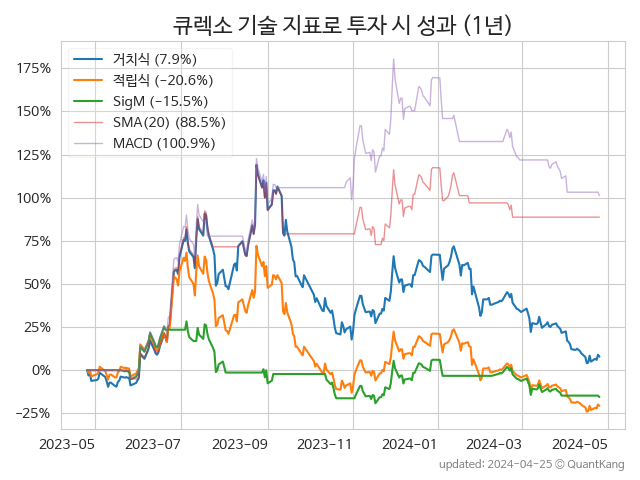 큐렉소 기술 지표로 투자 시 성과 (1년)
거치식 (7.9%)
적립식 (−20.6%)
SigM (−15.5%)
SMA(20) (88.5%)
MACD (100.9%)
175%
150%
125%
100%
75%
50%
25%
0%
−25%
2023-05 2023-07 2023-09 2023-11 2024-01 2024-03 2024-05
updated: 2024-04-25 © QuantKang